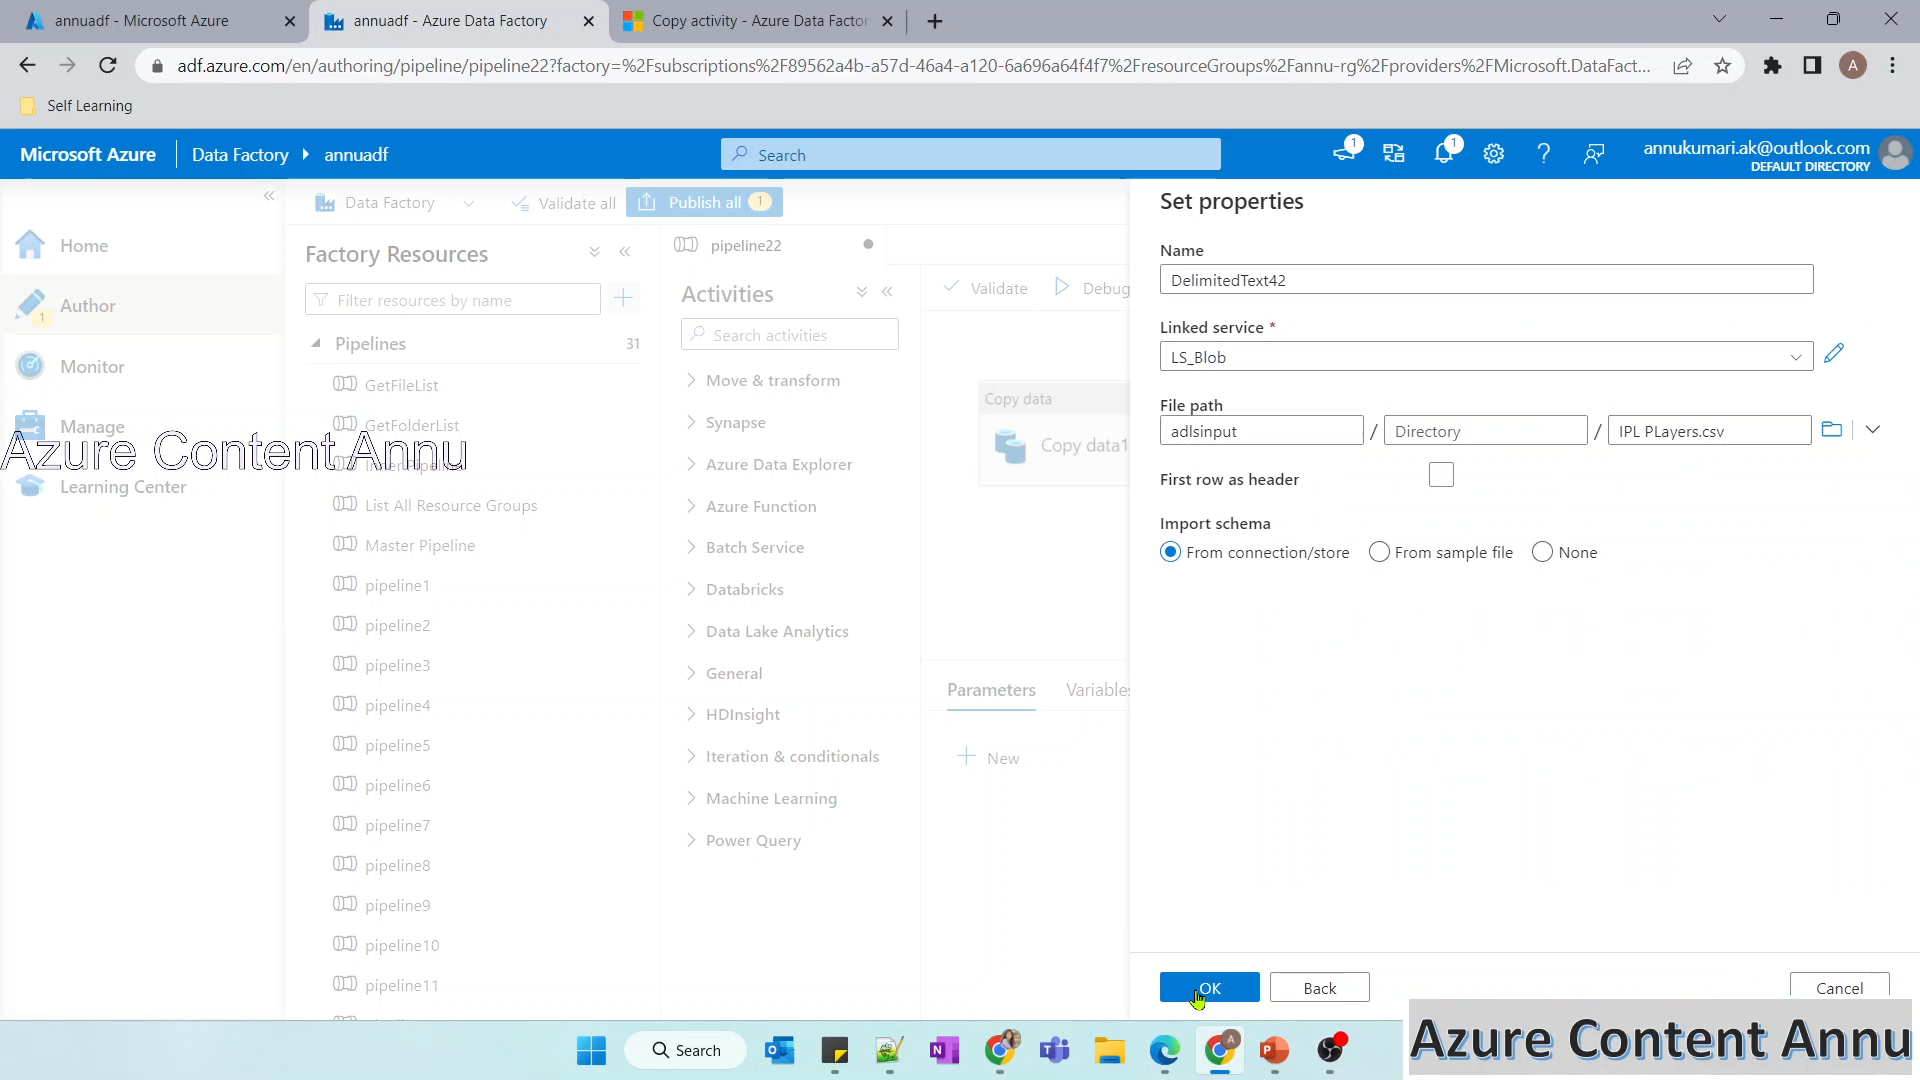 annuadf - Microsoft Azure
annuadf - Azure Data Factory
Copy activity - Azure Data Factor
adf.azure.com/en/authoring/pipeline/pipeline22?factory=%2Fsubscriptions%2F89562a4b-a57d-46a4-a120-6a696a64f4f7%2FresourceGroups%2Fannu-rg%2Fproviders%2FMicrosoft.DataFact...
A
Self Learning
Microsoft Azure
Data Factory
annuadf
Search
1
1
annukumari.ak@outlook.com
DEFAULT DIRECTORY
Home
Author
1
Monitor
Manage
Learning Center
Azure Content Annu
Data Factory
Validate all
Publish all
1
Factory Resources
Filter resources by name
Pipelines
31
GetFileList
GetFolderList
Inner Pipeline
List All Resource Groups
Master Pipeline
pipeline1
pipeline2
pipeline3
pipeline4
pipeline5
pipeline6
pipeline7
pipeline8
pipeline9
pipeline10
pipeline11
pipeline22
Activities
Search activities
Move & transform
Synapse
Azure Data Explorer
Azure Function
Batch Service
Databricks
Data Lake Analytics
General
HDInsight
Iteration & conditionals
Machine Learning
Power Query
Validate
Debug
Copy data
Copy data1
Parameters
Variables
New
Set properties
Name
DelimitedText42
Linked service *
LS_Blob
File path
adlsinput / Directory / IPL PLayers.csv
First row as header
Import schema
From connection/store
From sample file
None
OK
Back
Cancel
Search
Azure Content Annu